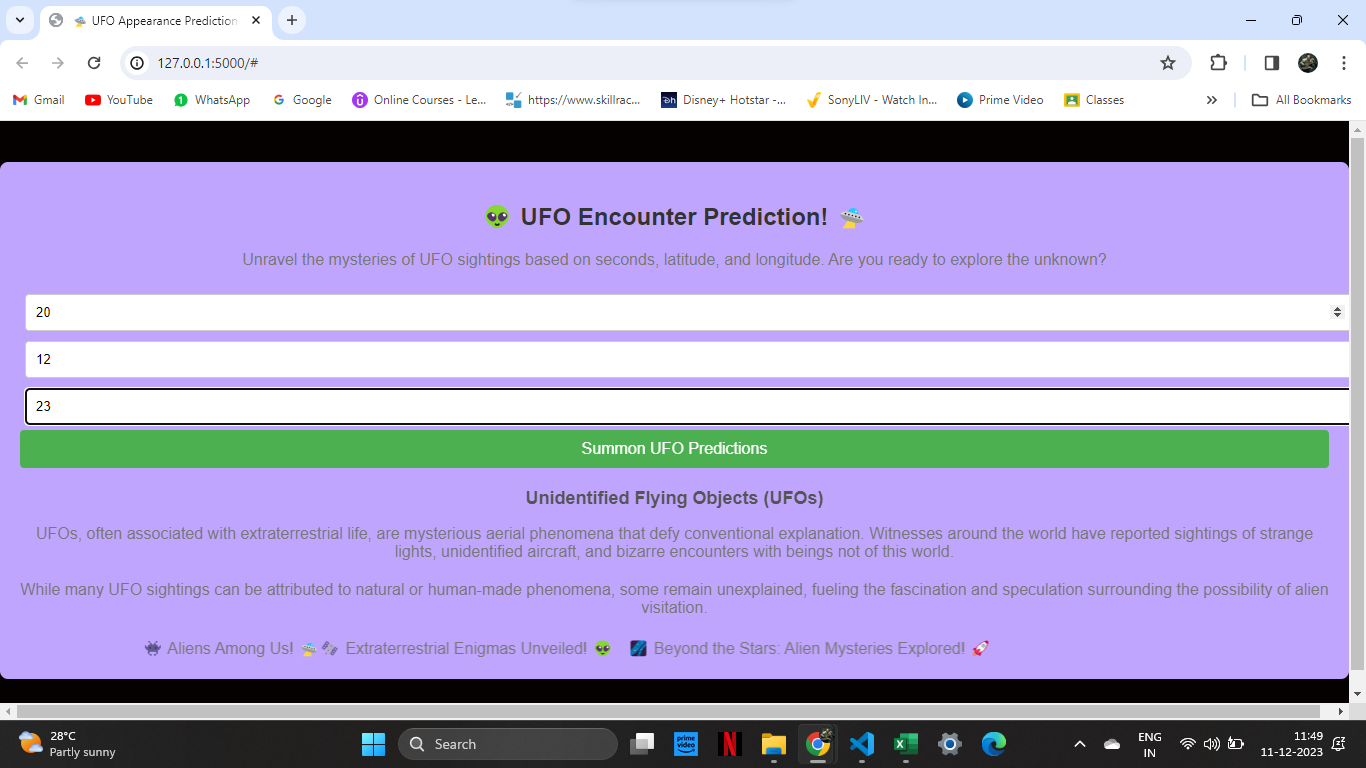 UFO Appearance Prediction
127.0.0.1:5000/#
Gmail YouTube WhatsApp Google Online Courses - Le... https://www.skillrac... Disney+ Hotstar -... SonyLIV - Watch In... Prime Video Classes » All Bookmarks
UFO Encounter Prediction!
Unravel the mysteries of UFO sightings based on seconds, latitude, and longitude. Are you ready to explore the unknown?
20
12
23
Summon UFO Predictions
Unidentified Flying Objects (UFOs)
UFOs, often associated with extraterrestrial life, are mysterious aerial phenomena that defy conventional explanation. Witnesses around the world have reported sightings of strange
lights, unidentified aircraft, and bizarre encounters with beings not of this world.
While many UFO sightings can be attributed to natural or human-made phenomena, some remain unexplained, fueling the fascination and speculation surrounding the possibility of alien
visitation.
Aliens Among Us! Extraterrestrial Enigmas Unveiled! Beyond the Stars: Alien Mysteries Explored!
28°C
Partly sunny
Search
prime video
N
ENG
IN
11:49
11-12-2023